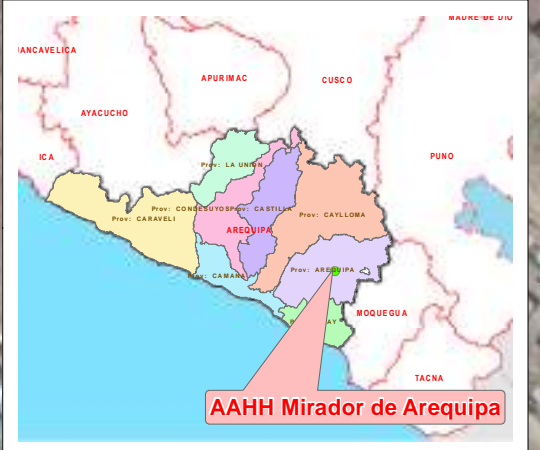 MADRE DE DIO
ANCAVELICA
APURIMAC
CUSCO
AYACUCHO
ICA
PUNO
Prov: LA UNION
Prov: CONDESUYOS
Prov: CASTILLA
Prov: CARAVELI
Prov: CAYLLOMA
AREQUIPA
Prov: CAMANA
Prov: AREQUIPA
MOQUEGUA
AY
TACNA
AAHH Mirador de Arequipa